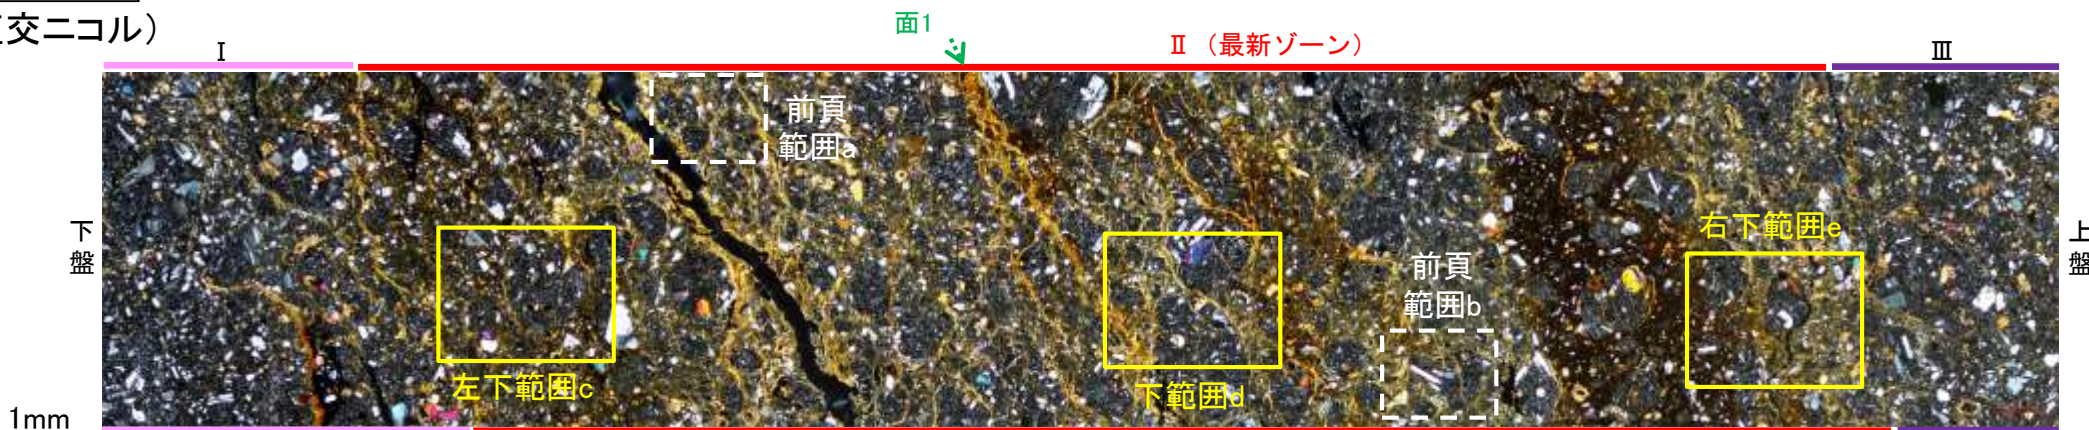 交ニコル）
面1
Ⅰ
Ⅱ（最新ゾーン）
Ⅲ
前頁
範囲a
下
盤
上
盤
右下範囲e
前頁
範囲b
左下範囲c
下範囲d
1mm